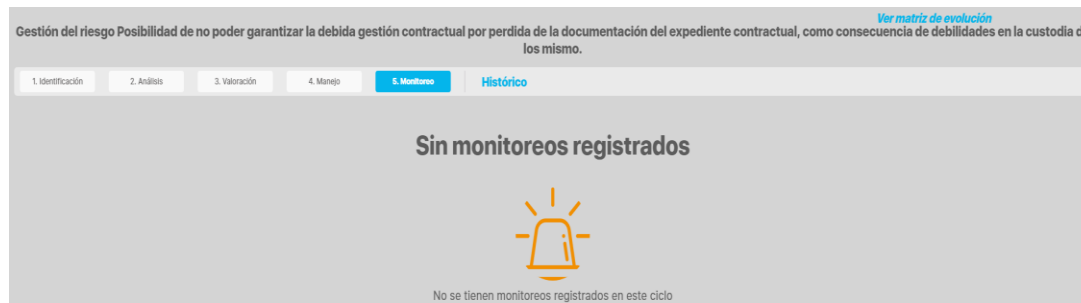 Ver matriz de evolución
Gestión del riesgo Posibilidad de no poder garantizar la debida gestión contractual por perdida de la documentación del expediente contractual, como consecuencia de debilidades en la custodia d
los mismo.
1. Identificación 2. Análisis 3. Valoración 4. Manejo 5. Monitoreo Histórico
Sin monitoreos registrados
No se tienen monitoreos registrados en este ciclo